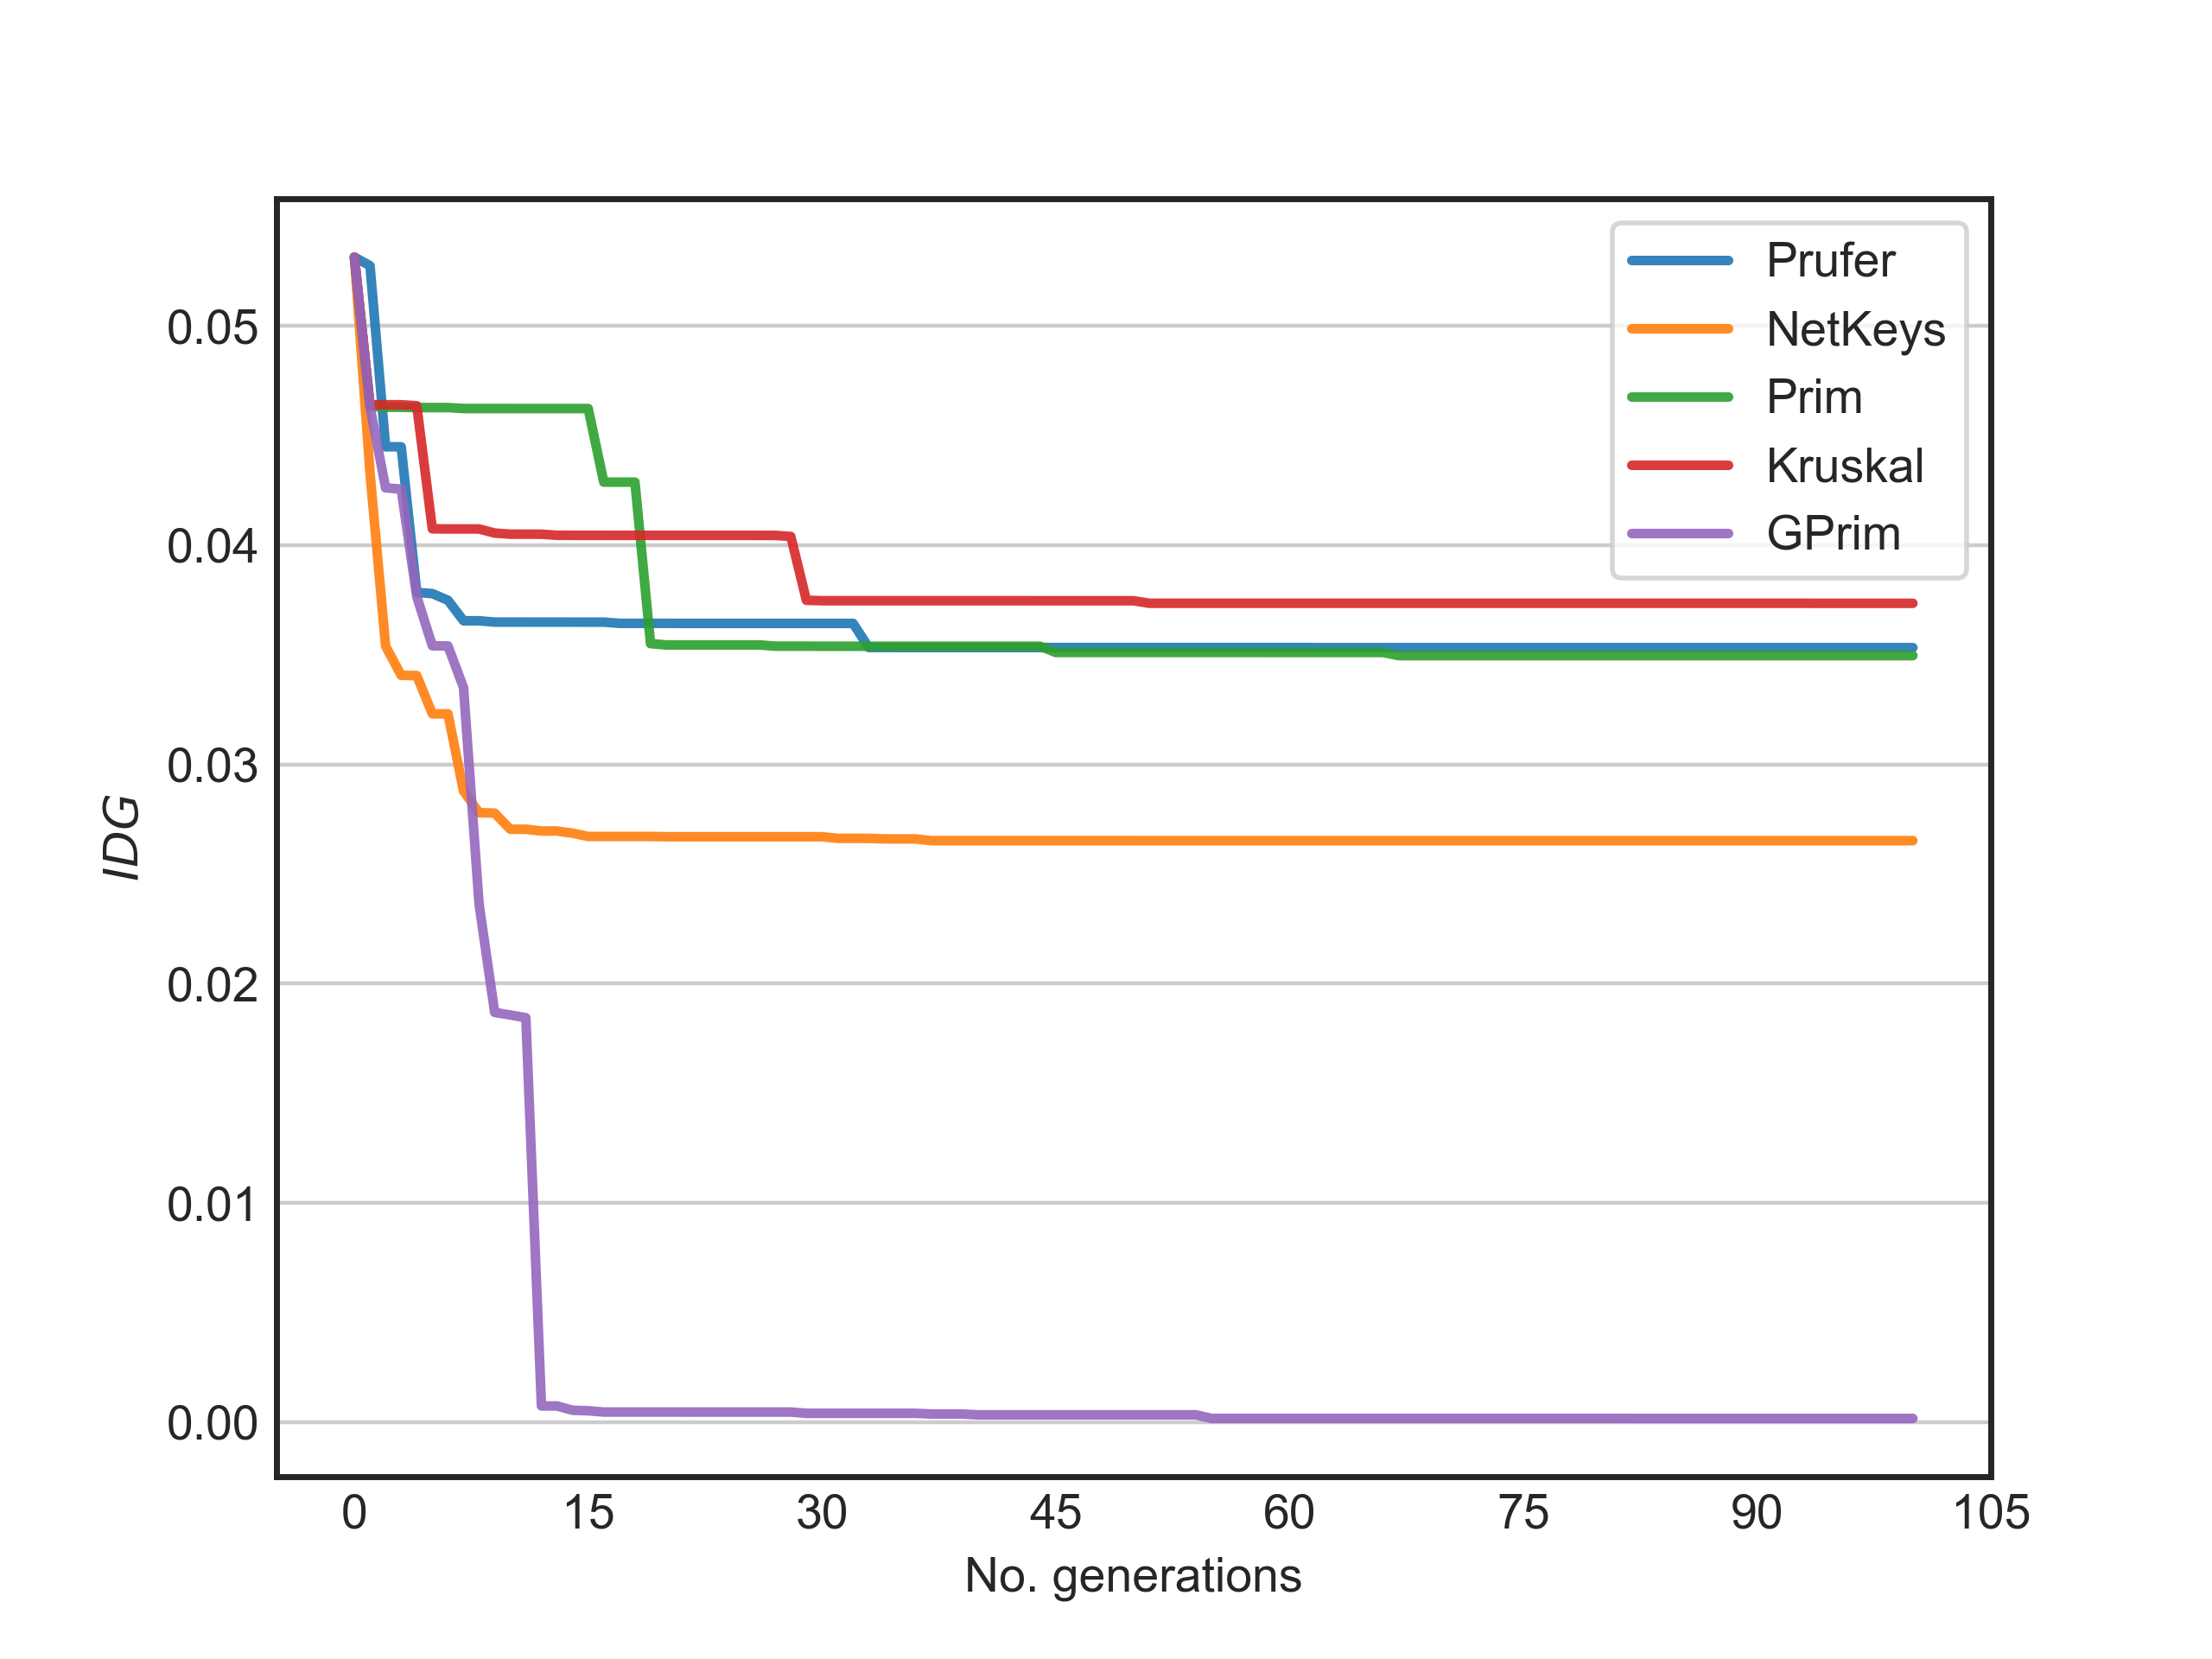 Prufer
NetKeys
Prim
Kruskal
GPrim
0.05
0.04
0.03
0.02
0.01
0.00
IDG
0 15 30 45 60 75 90 105
No. generations